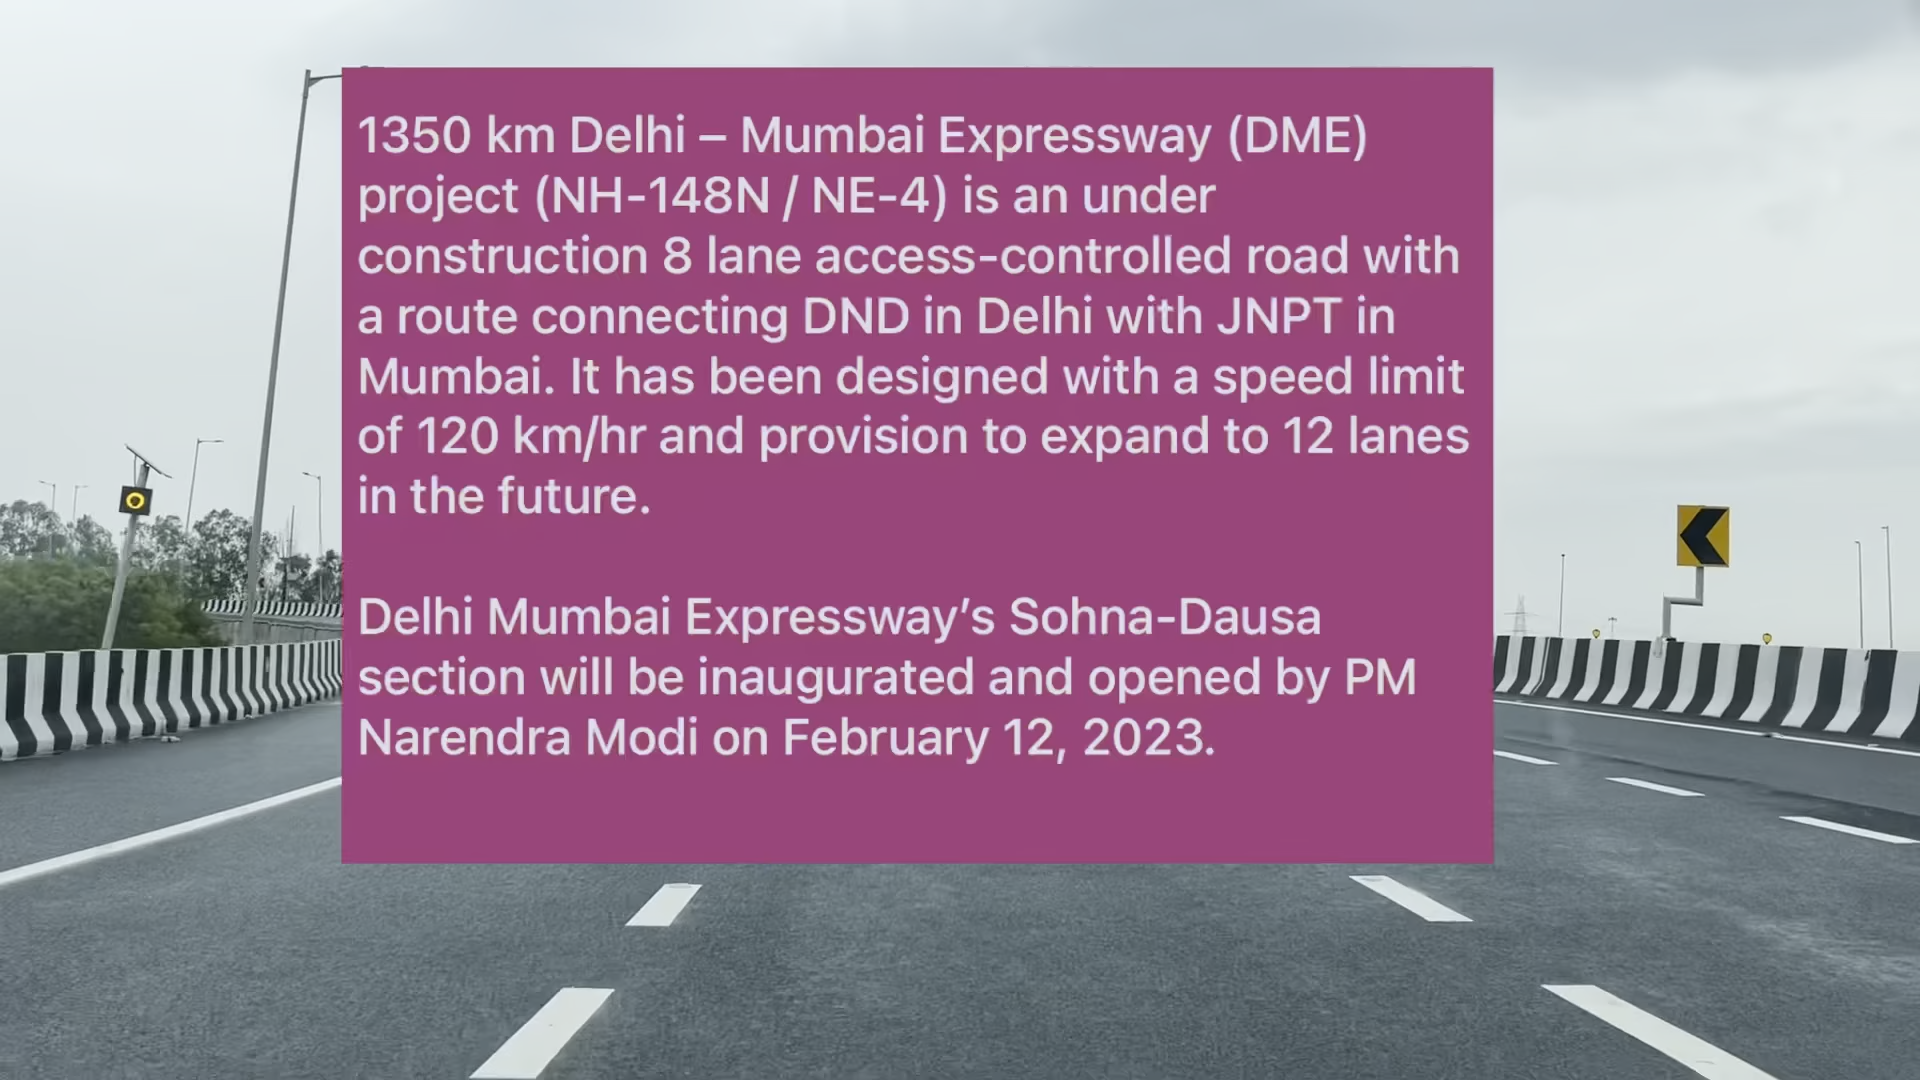 1350 km Delhi – Mumbai Expressway (DME)
project (NH-148N / NE-4) is an under
construction 8 lane access-controlled road with
a route connecting DND in Delhi with JNPT in
Mumbai. It has been designed with a speed limit
of 120 km/hr and provision to expand to 12 lanes
in the future.
Delhi Mumbai Expressway’s Sohna-Dausa
section will be inaugurated and opened by PM
Narendra Modi on February 12, 2023.